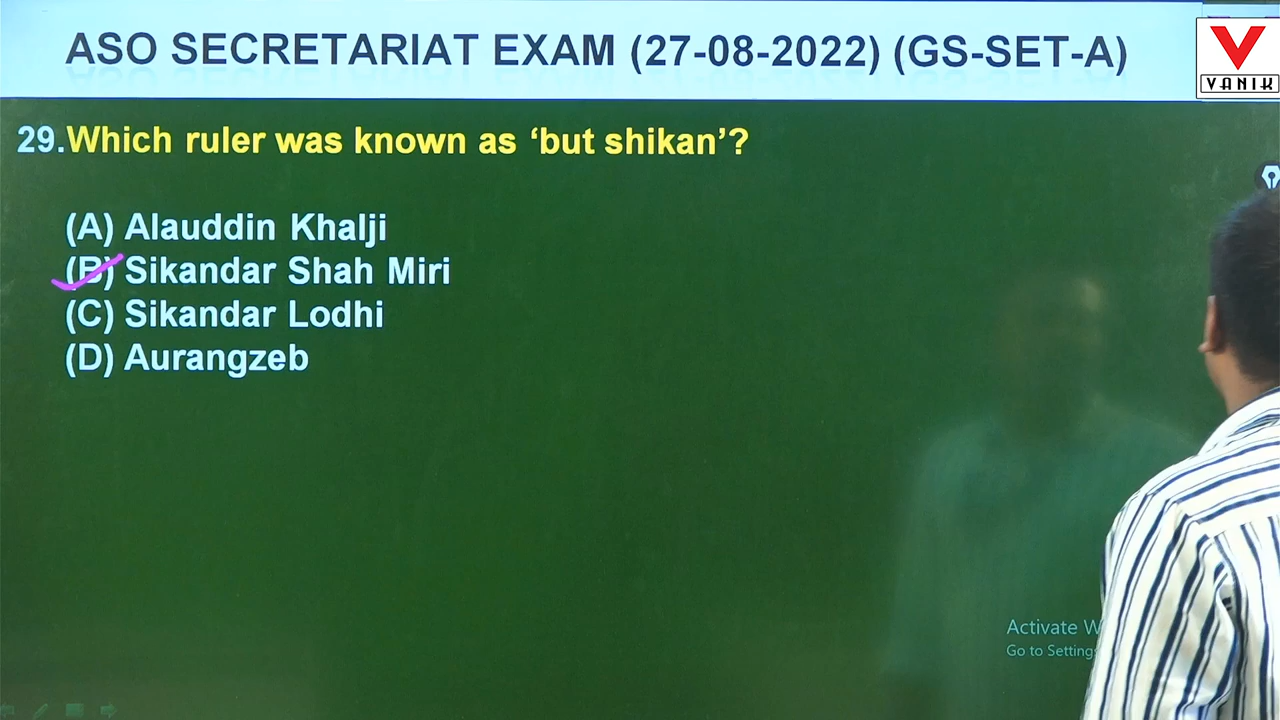 ASO SECRETARIAT EXAM (27-08-2022) (GS-SET-A)
VANIK
29.Which ruler was known as ‘but shikan’?
(A) Alauddin Khalji
(B) Sikandar Shah Miri
(C) Sikandar Lodhi
(D) Aurangzeb
Activate W
Go to Settings